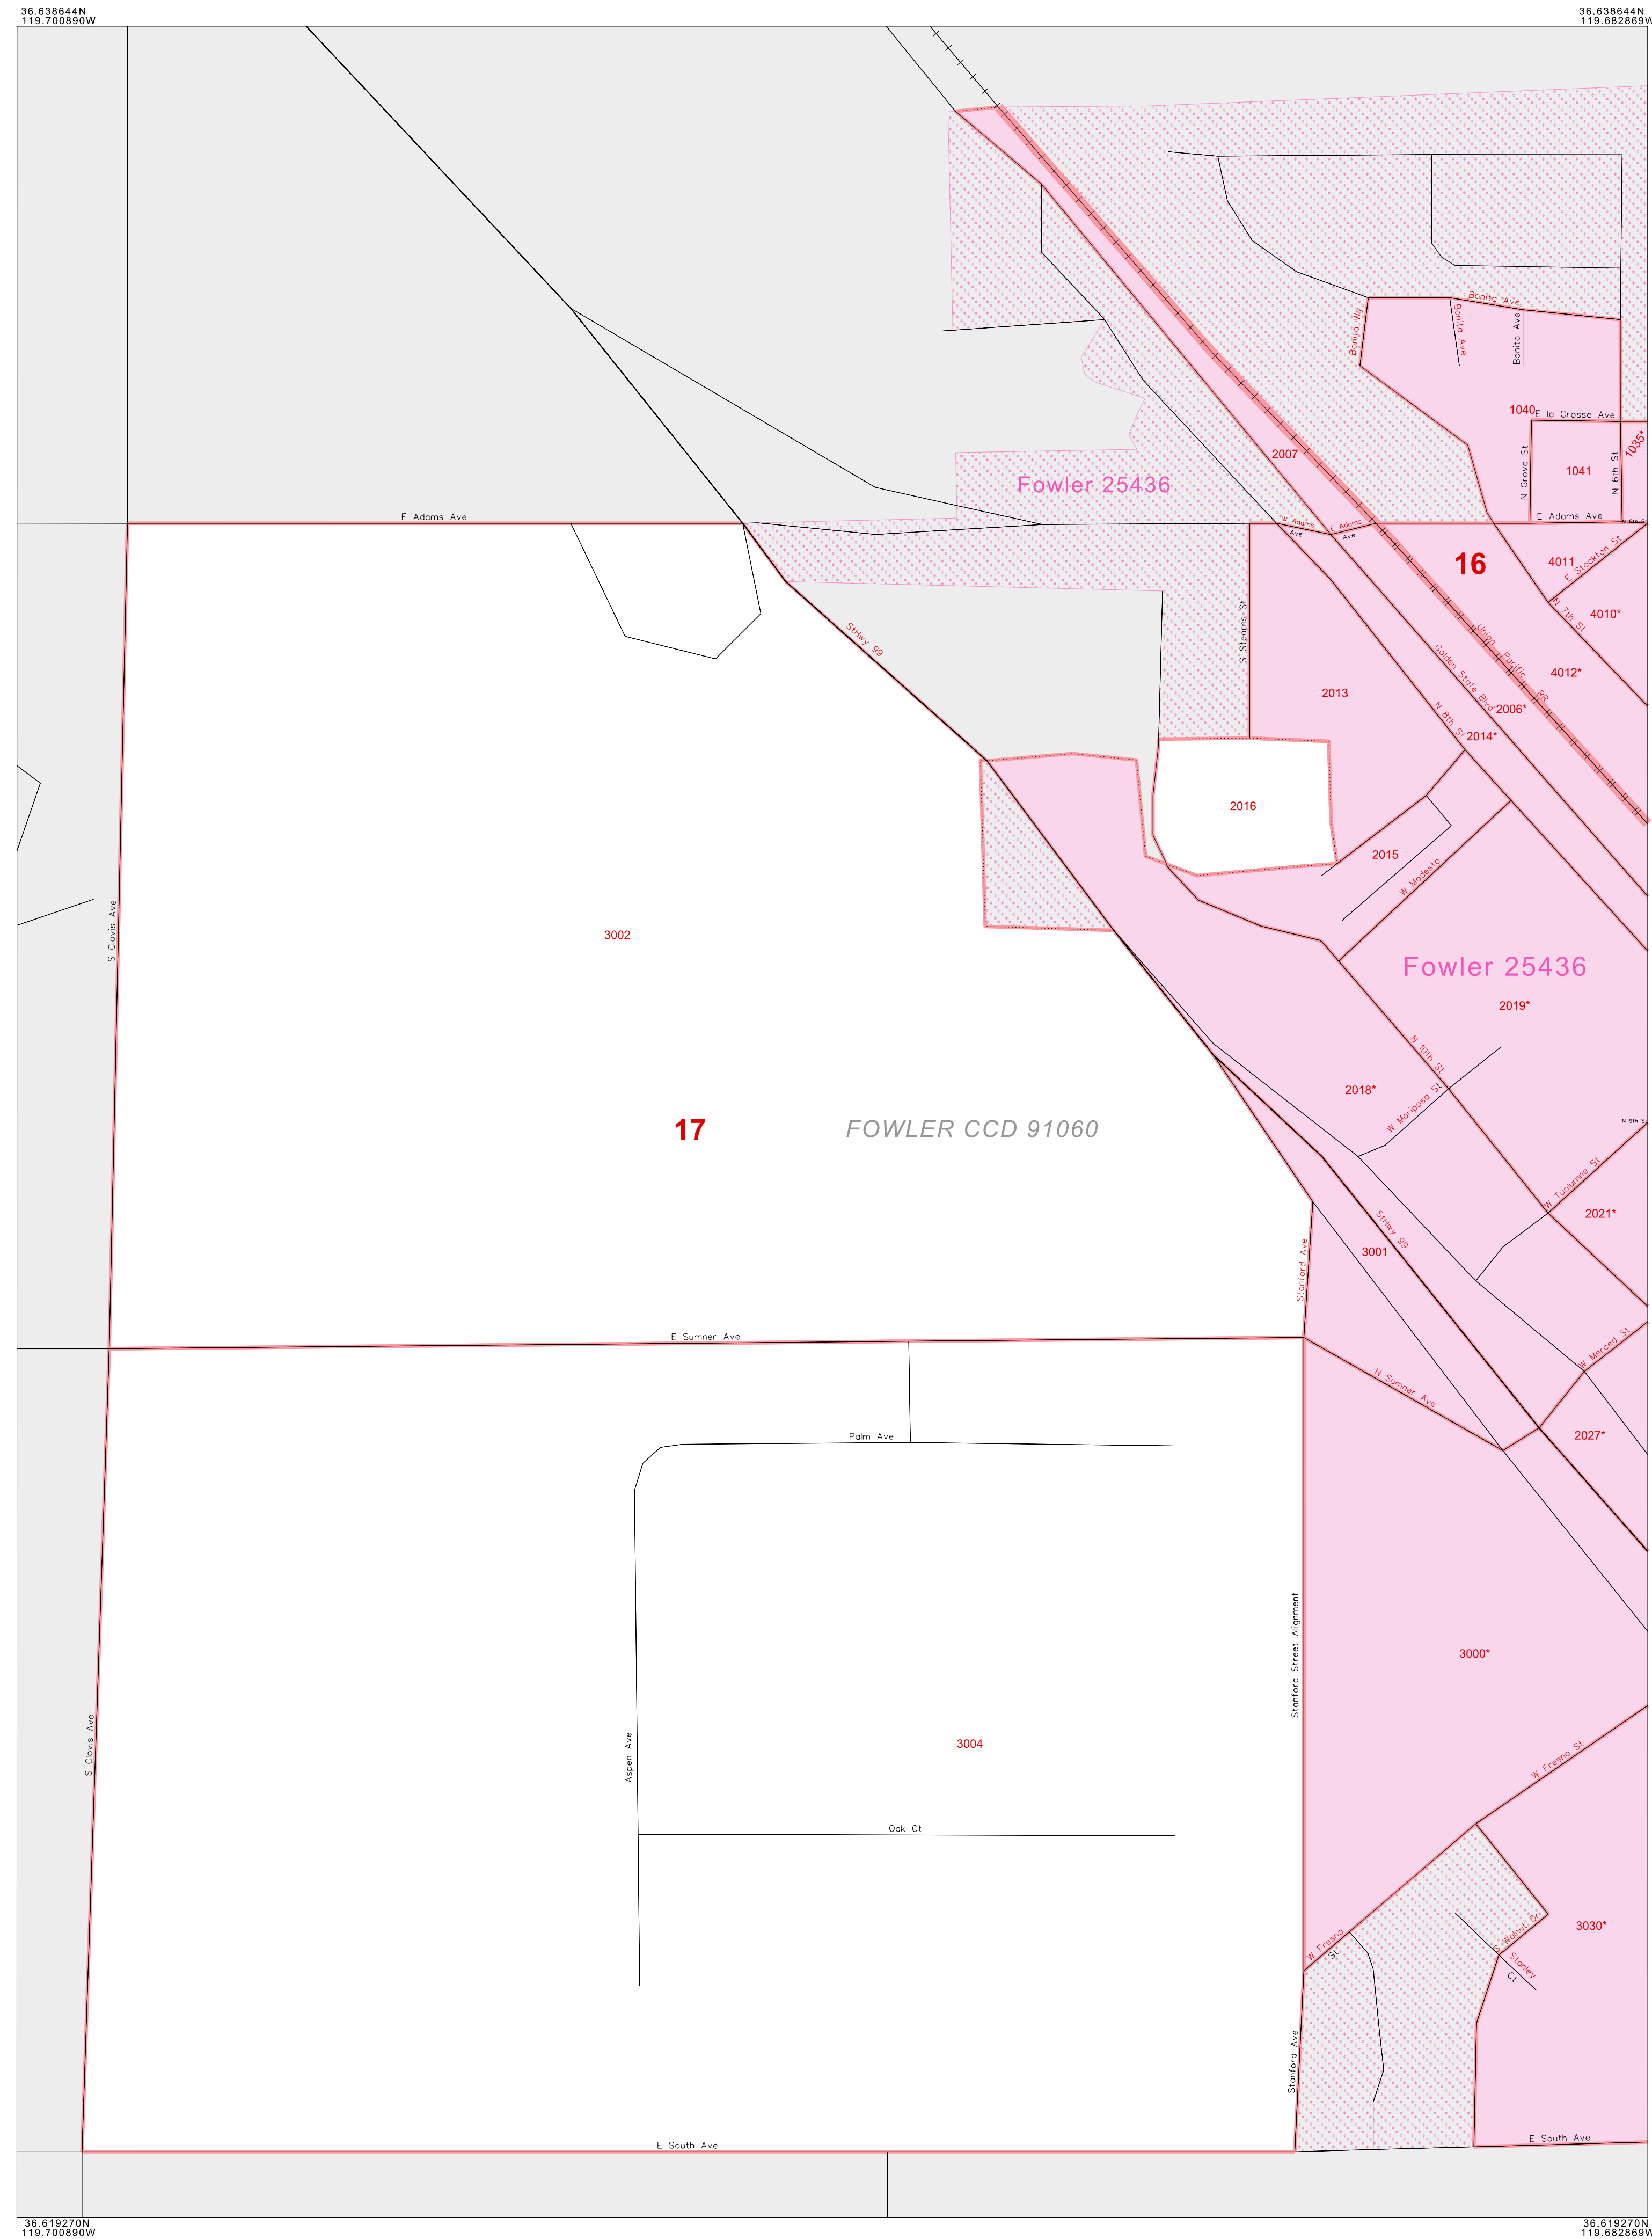 36.638644N
119.700890W
36.638644N
119.682869W
Bonita Ave
Bonita Wy
Bonita Ave
Bonita Ave
1040
E la Crosse Ave
1035*
2007
N Grove St
1041
N 6th St
Fowler 25436
E Adams Ave
W Adams
Ave
E Adams
Ave
E Adams Ave
N 6th St
16
4011
E Stockton St
N 7th St
4010*
S Stearns St
StHwy 99
Union Pacific RR
4012*
2013
Golden State Blvd
2006*
N 8th St
2014*
2016
2015
W Modesto
S Clovis Ave
3002
Fowler 25436
2019*
N 10th St
2018*
W Mariposa St
17
FOWLER CCD 91060
N 9th St
W Tuolumne St
2021*
StHwy 99
3001
Stanford Ave
E Sumner Ave
W Merced St
N Sumner Ave
Palm Ave
2027*
Stanford Street Alignment
3000*
S Clovis Ave
Aspen Ave
3004
W Fresno St
Oak Ct
3030*
W Fresno
St
S Walnut Dr
Stanley
Ct
Stanford Ave
E South Ave
E South Ave
36.619270N
119.700890W
36.619270N
119.682869W